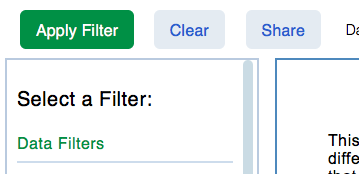 Apply Filter Clear Share
Select a Filter:
Data Filters
This